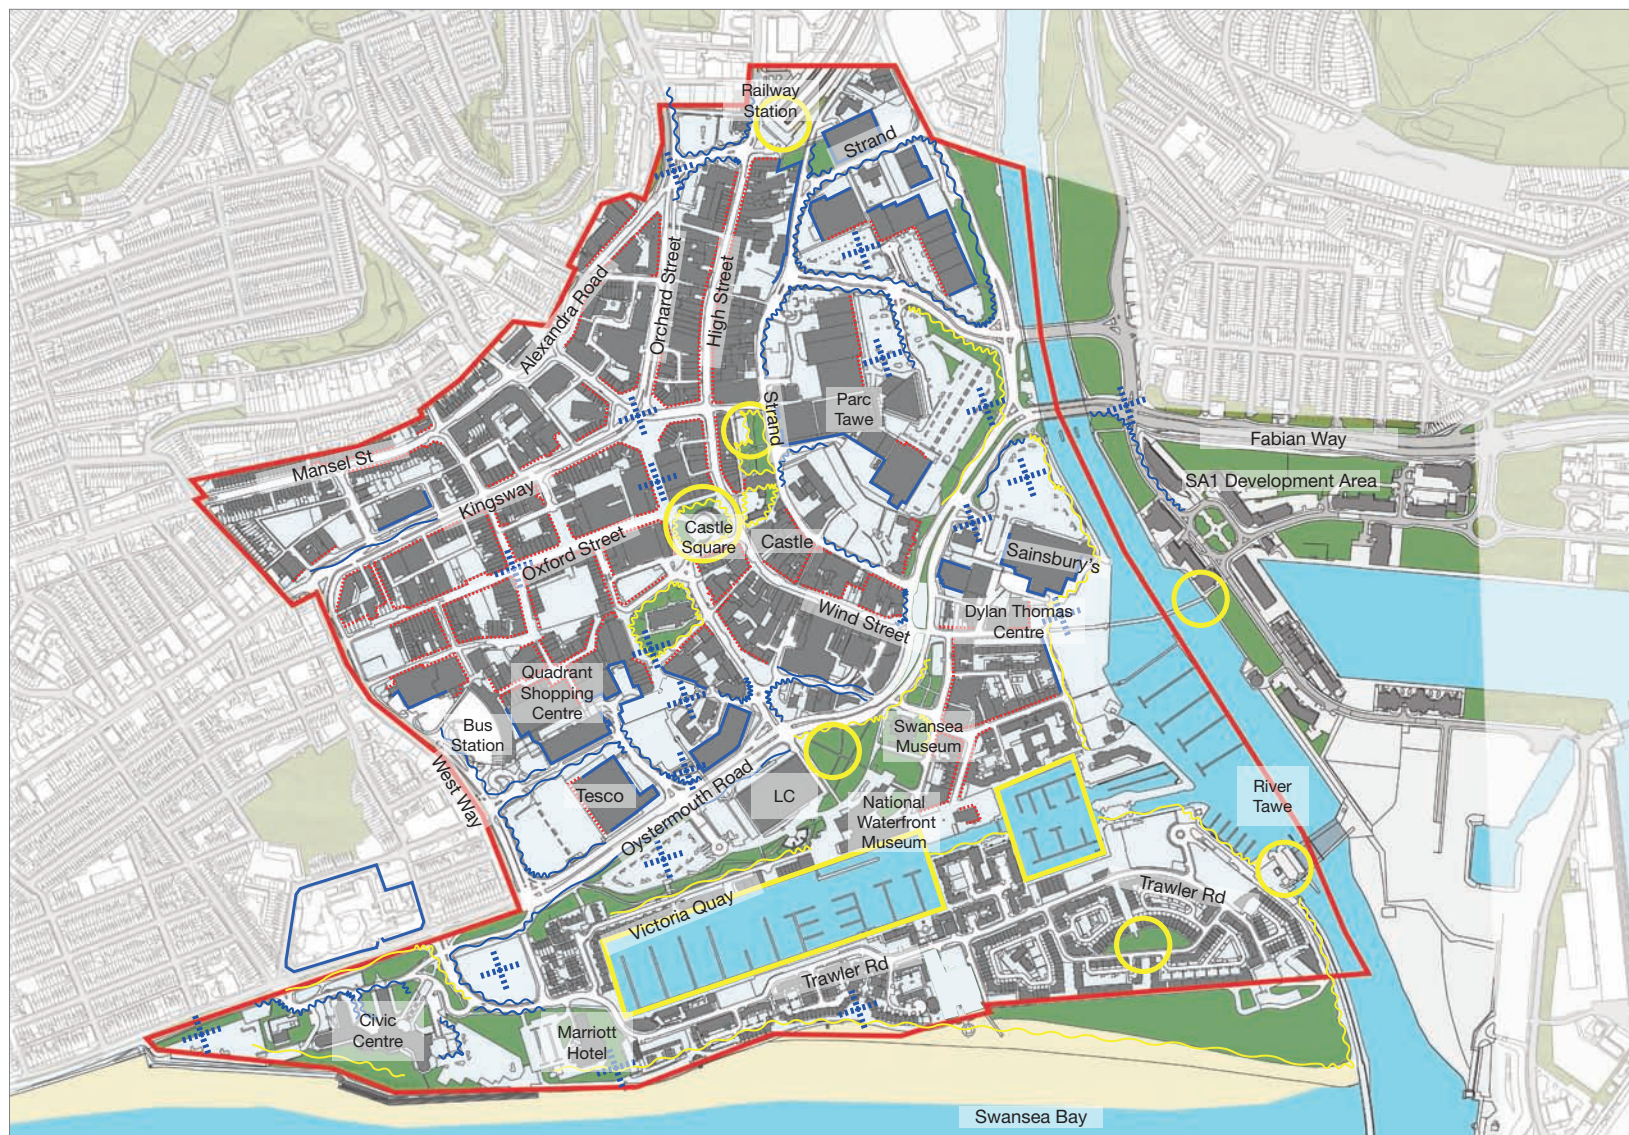 Railway
Station
Strand
Alexandra Road
Orchard Street
High Street
Strand
Parc
Tawe
Fabian Way
SA1 Development Area
Mansel St
Kingsway
Oxford Street
Castle
Square
Castle
Sainsbury's
Wind Street
Dylan Thomas
Centre
Quadrant
Shopping
Centre
Bus
Station
West Way
Swansea
Museum
Tesco
Oystermouth Road
LC
National
Waterfront
Museum
River
Tawe
Victoria Quay
Trawler Rd
Trawler Rd
Civic
Centre
Marriott
Hotel
Swansea Bay